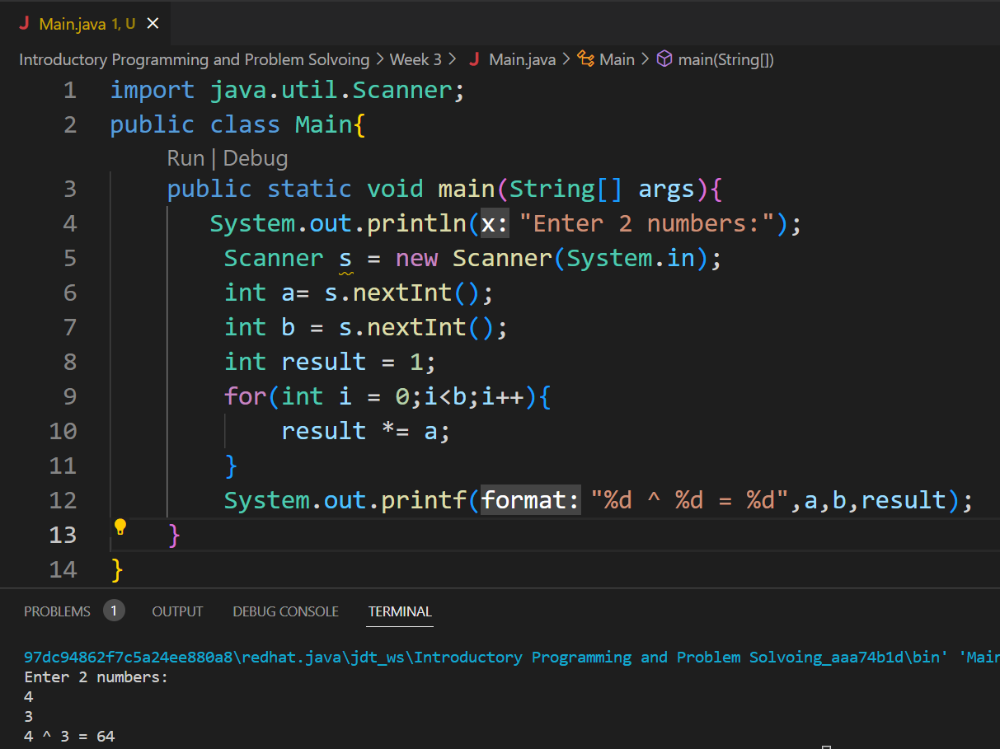 J Main.java 1, U ×
Introductory Programming and Problem Solvoing > Week 3 > J Main.java > Main > main(String[])
1 import java.util.Scanner;
2 public class Main{
Run | Debug
3 public static void main(String[] args){
4 System.out.println(x: "Enter 2 numbers:");
5 Scanner s = new Scanner(System.in);
6 int a= s.nextInt();
7 int b = s.nextInt();
8 int result = 1;
9 for(int i = 0;i<b;i++){
10 result *= a;
11 }
12 System.out.printf(format: "%d ^ %d = %d",a,b,result);
13 }
14 }
PROBLEMS 1 OUTPUT DEBUG CONSOLE TERMINAL
97dc94862f7c5a24ee880a8\redhat.java\jdt_ws\Introductory Programming and Problem Solvoing_aaa74b1d\bin' 'Main
Enter 2 numbers:
4
3
4 ^ 3 = 64